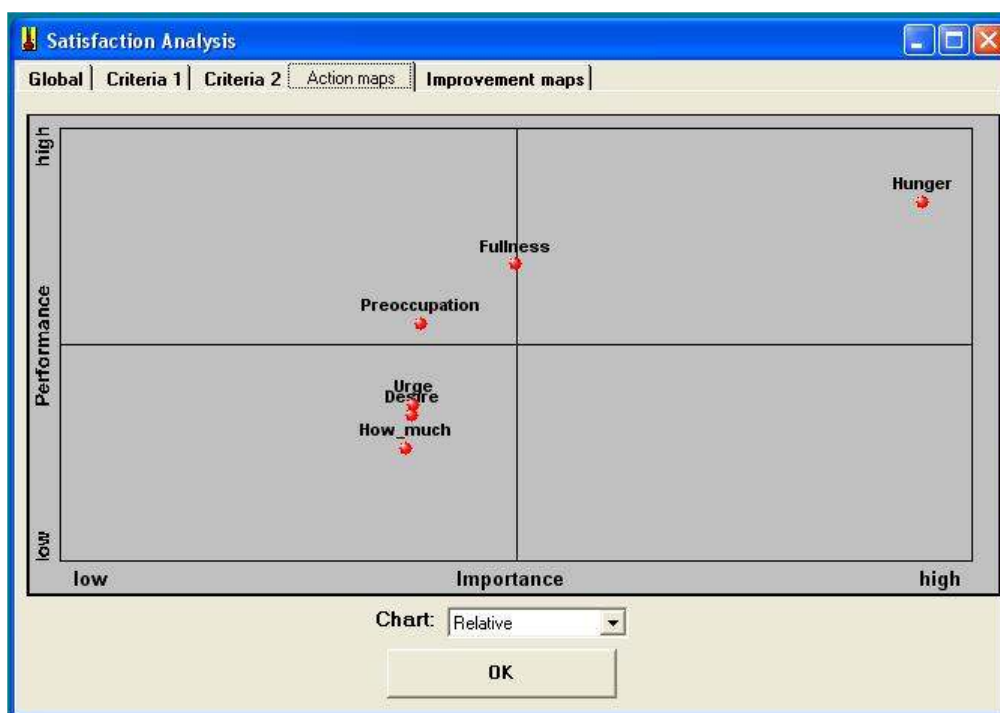 Satisfaction Analysis
Global Criteria 1 Criteria 2 Action maps Improvement maps
high
Hunger
Fullness
Preoccupation
Performance
Urge
Desire
How_much
low
low Importance high
Chart: Relative
OK